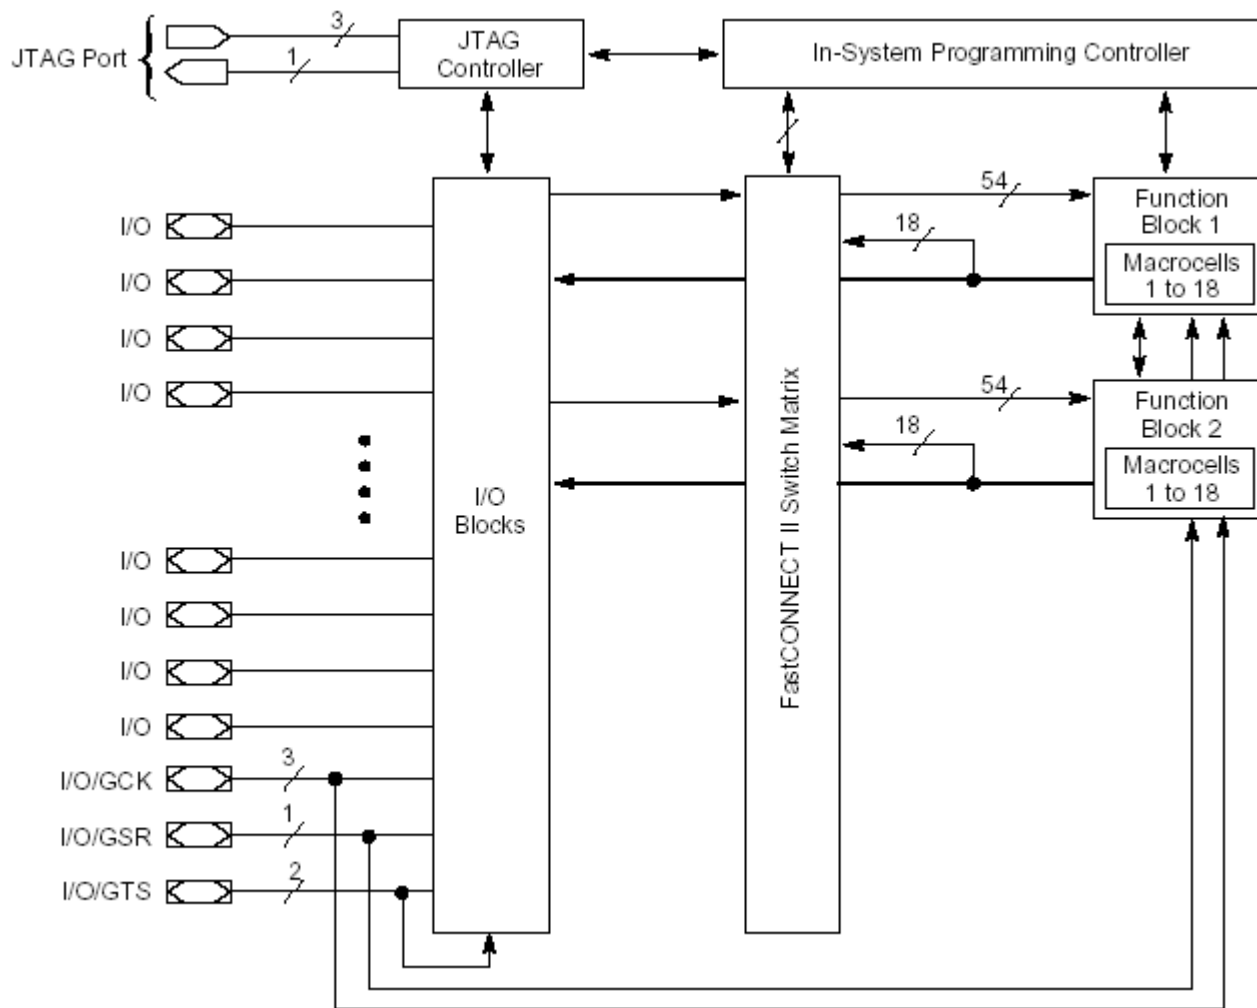 JTAG Port
3
1
JTAG
Controller
In-System Programming Controller
I/O
I/O
I/O
I/O
I/O
I/O
I/O
I/O
I/O/GCK
3
I/O/GSR
1
I/O/GTS
2
I/O
Blocks
FastCONNECT II Switch Matrix
54
18
Function
Block 1
Macrocells
1 to 18
54
18
Function
Block 2
Macrocells
1 to 18